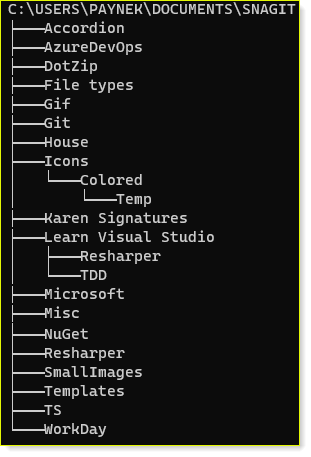 C:\USERS\PAYNEK\DOCUMENTS\SNAGIT
├───Accordion
├───AzureDevOps
├───DotZip
├───File types
├───Gif
├───Git
├───House
├───Icons
│   └───Colored
│       └───Temp
├───Karen Signatures
├───Learn Visual Studio
│   ├───Resharper
│   └───TDD
├───Microsoft
├───Misc
├───NuGet
├───Resharper
├───SmallImages
├───Templates
├───TS
└───WorkDay